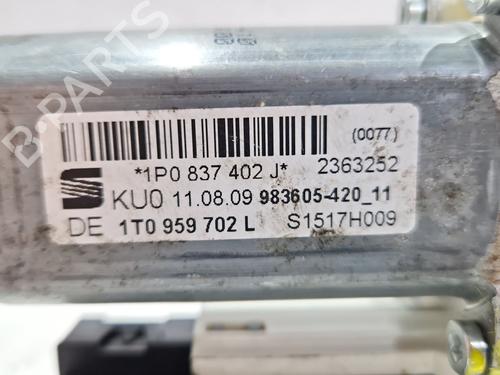 (0077)
*1P0 837 402 J* 2363252
KU0 11.08.09 983605-420_11
DE 1T0 959 702 L S1517H009
B-PARTS